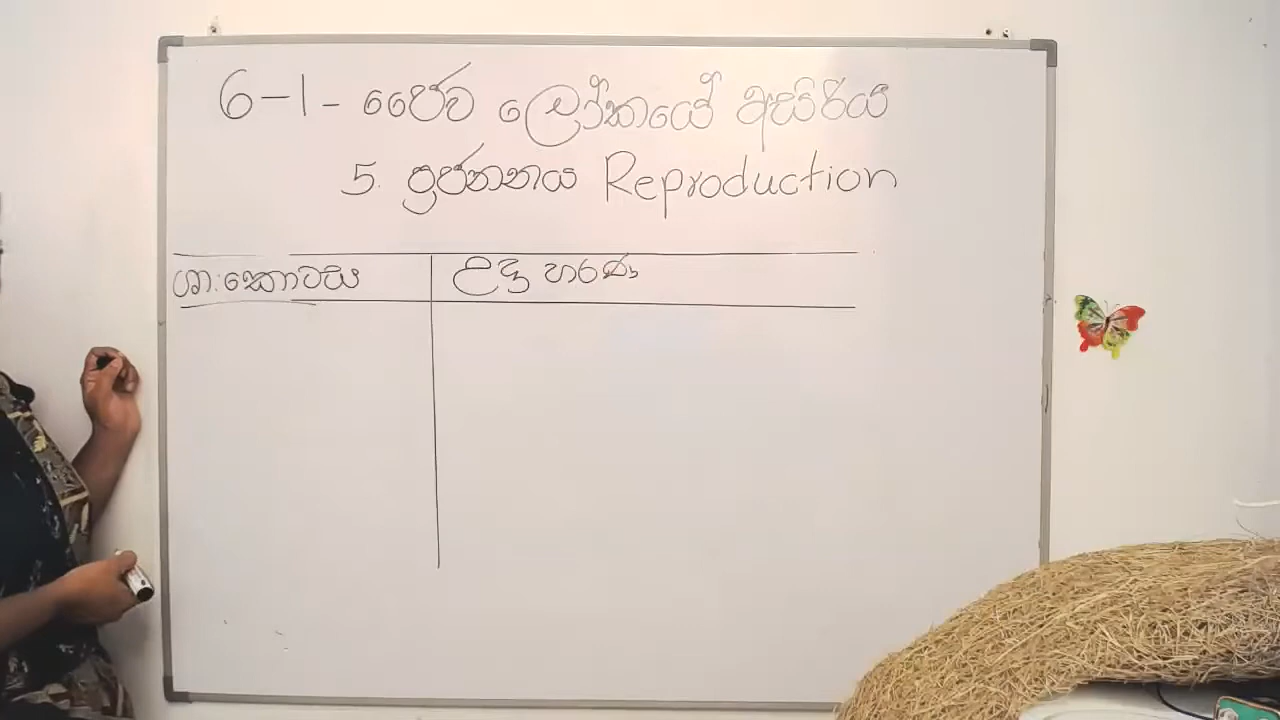 6-1- ජෛව ලෝකයේ අසිරිය
5. ප්‍රජනනය Reproduction
ශා:කොටස
උදාහරණ